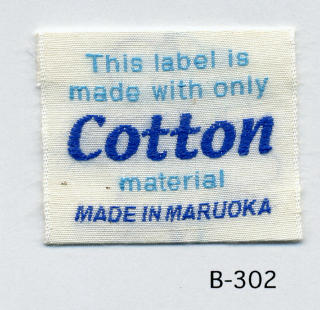 This label is
made with only
Cotton
material
MADE IN MARUOKA
B-302